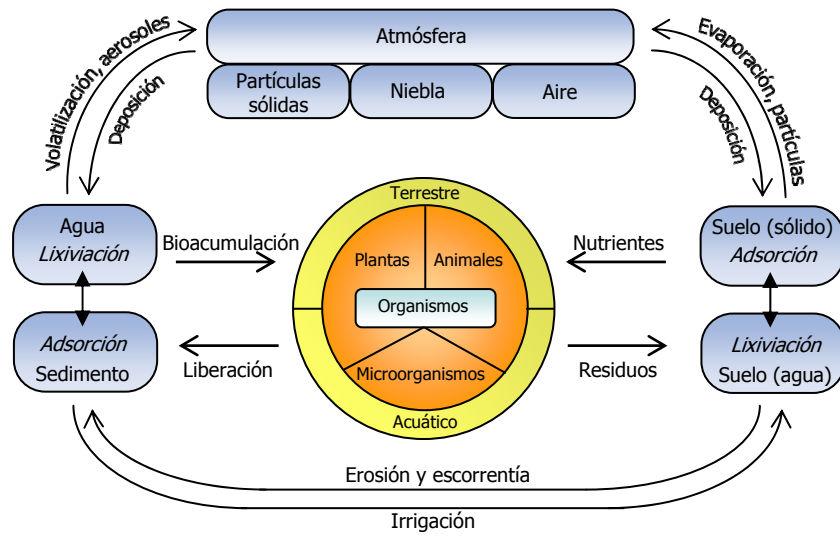 Atmósfera
Partículas
sólidas
Niebla
Aire
Volatilización, aerosoles
Deposición
Evaporación, partículas
Deposición
Agua
Lixiviación
Bioacumulación
Terrestre
Plantas
Animales
Organismos
Microorganismos
Acuático
Nutrientes
Suelo (sólido)
Adsorción
Adsorción
Sedimento
Liberación
Residuos
Lixiviación
Suelo (agua)
Erosión y escorrentía
Irrigación